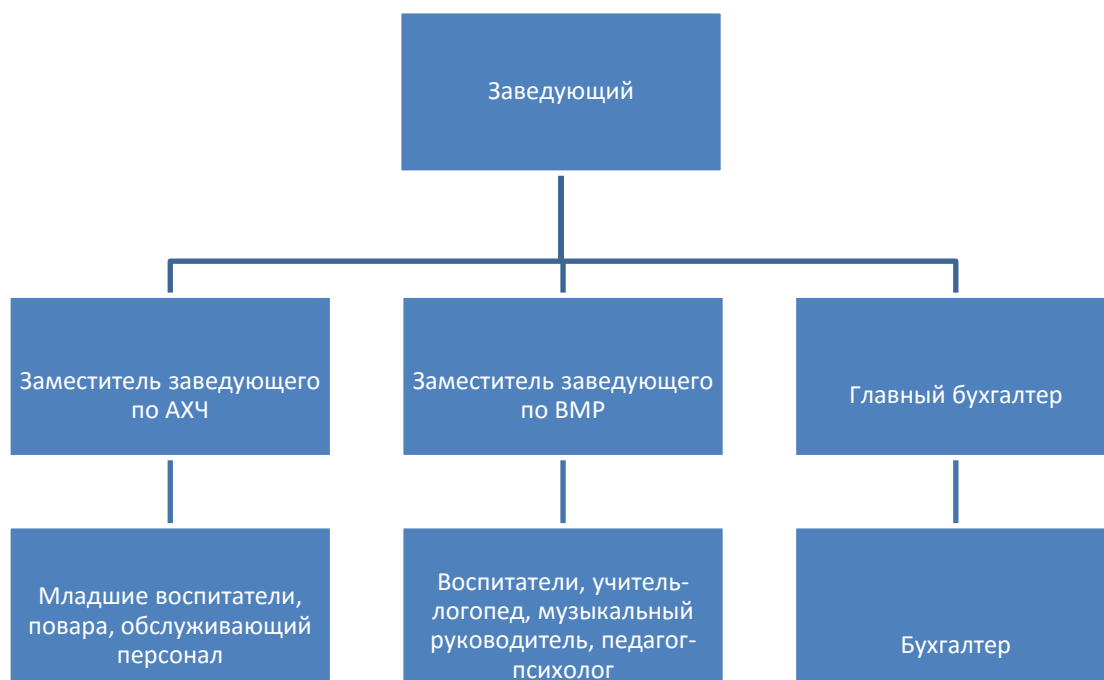 Заведующий
Заместитель заведующего
по АХЧ
Заместитель заведующего
по ВМР
Главный бухгалтер
Младшие воспитатели,
повара, обслуживающий
персонал
Воспитатели, учитель-
логопед, музыкальный
руководитель, педагог-
психолог
Бухгалтер